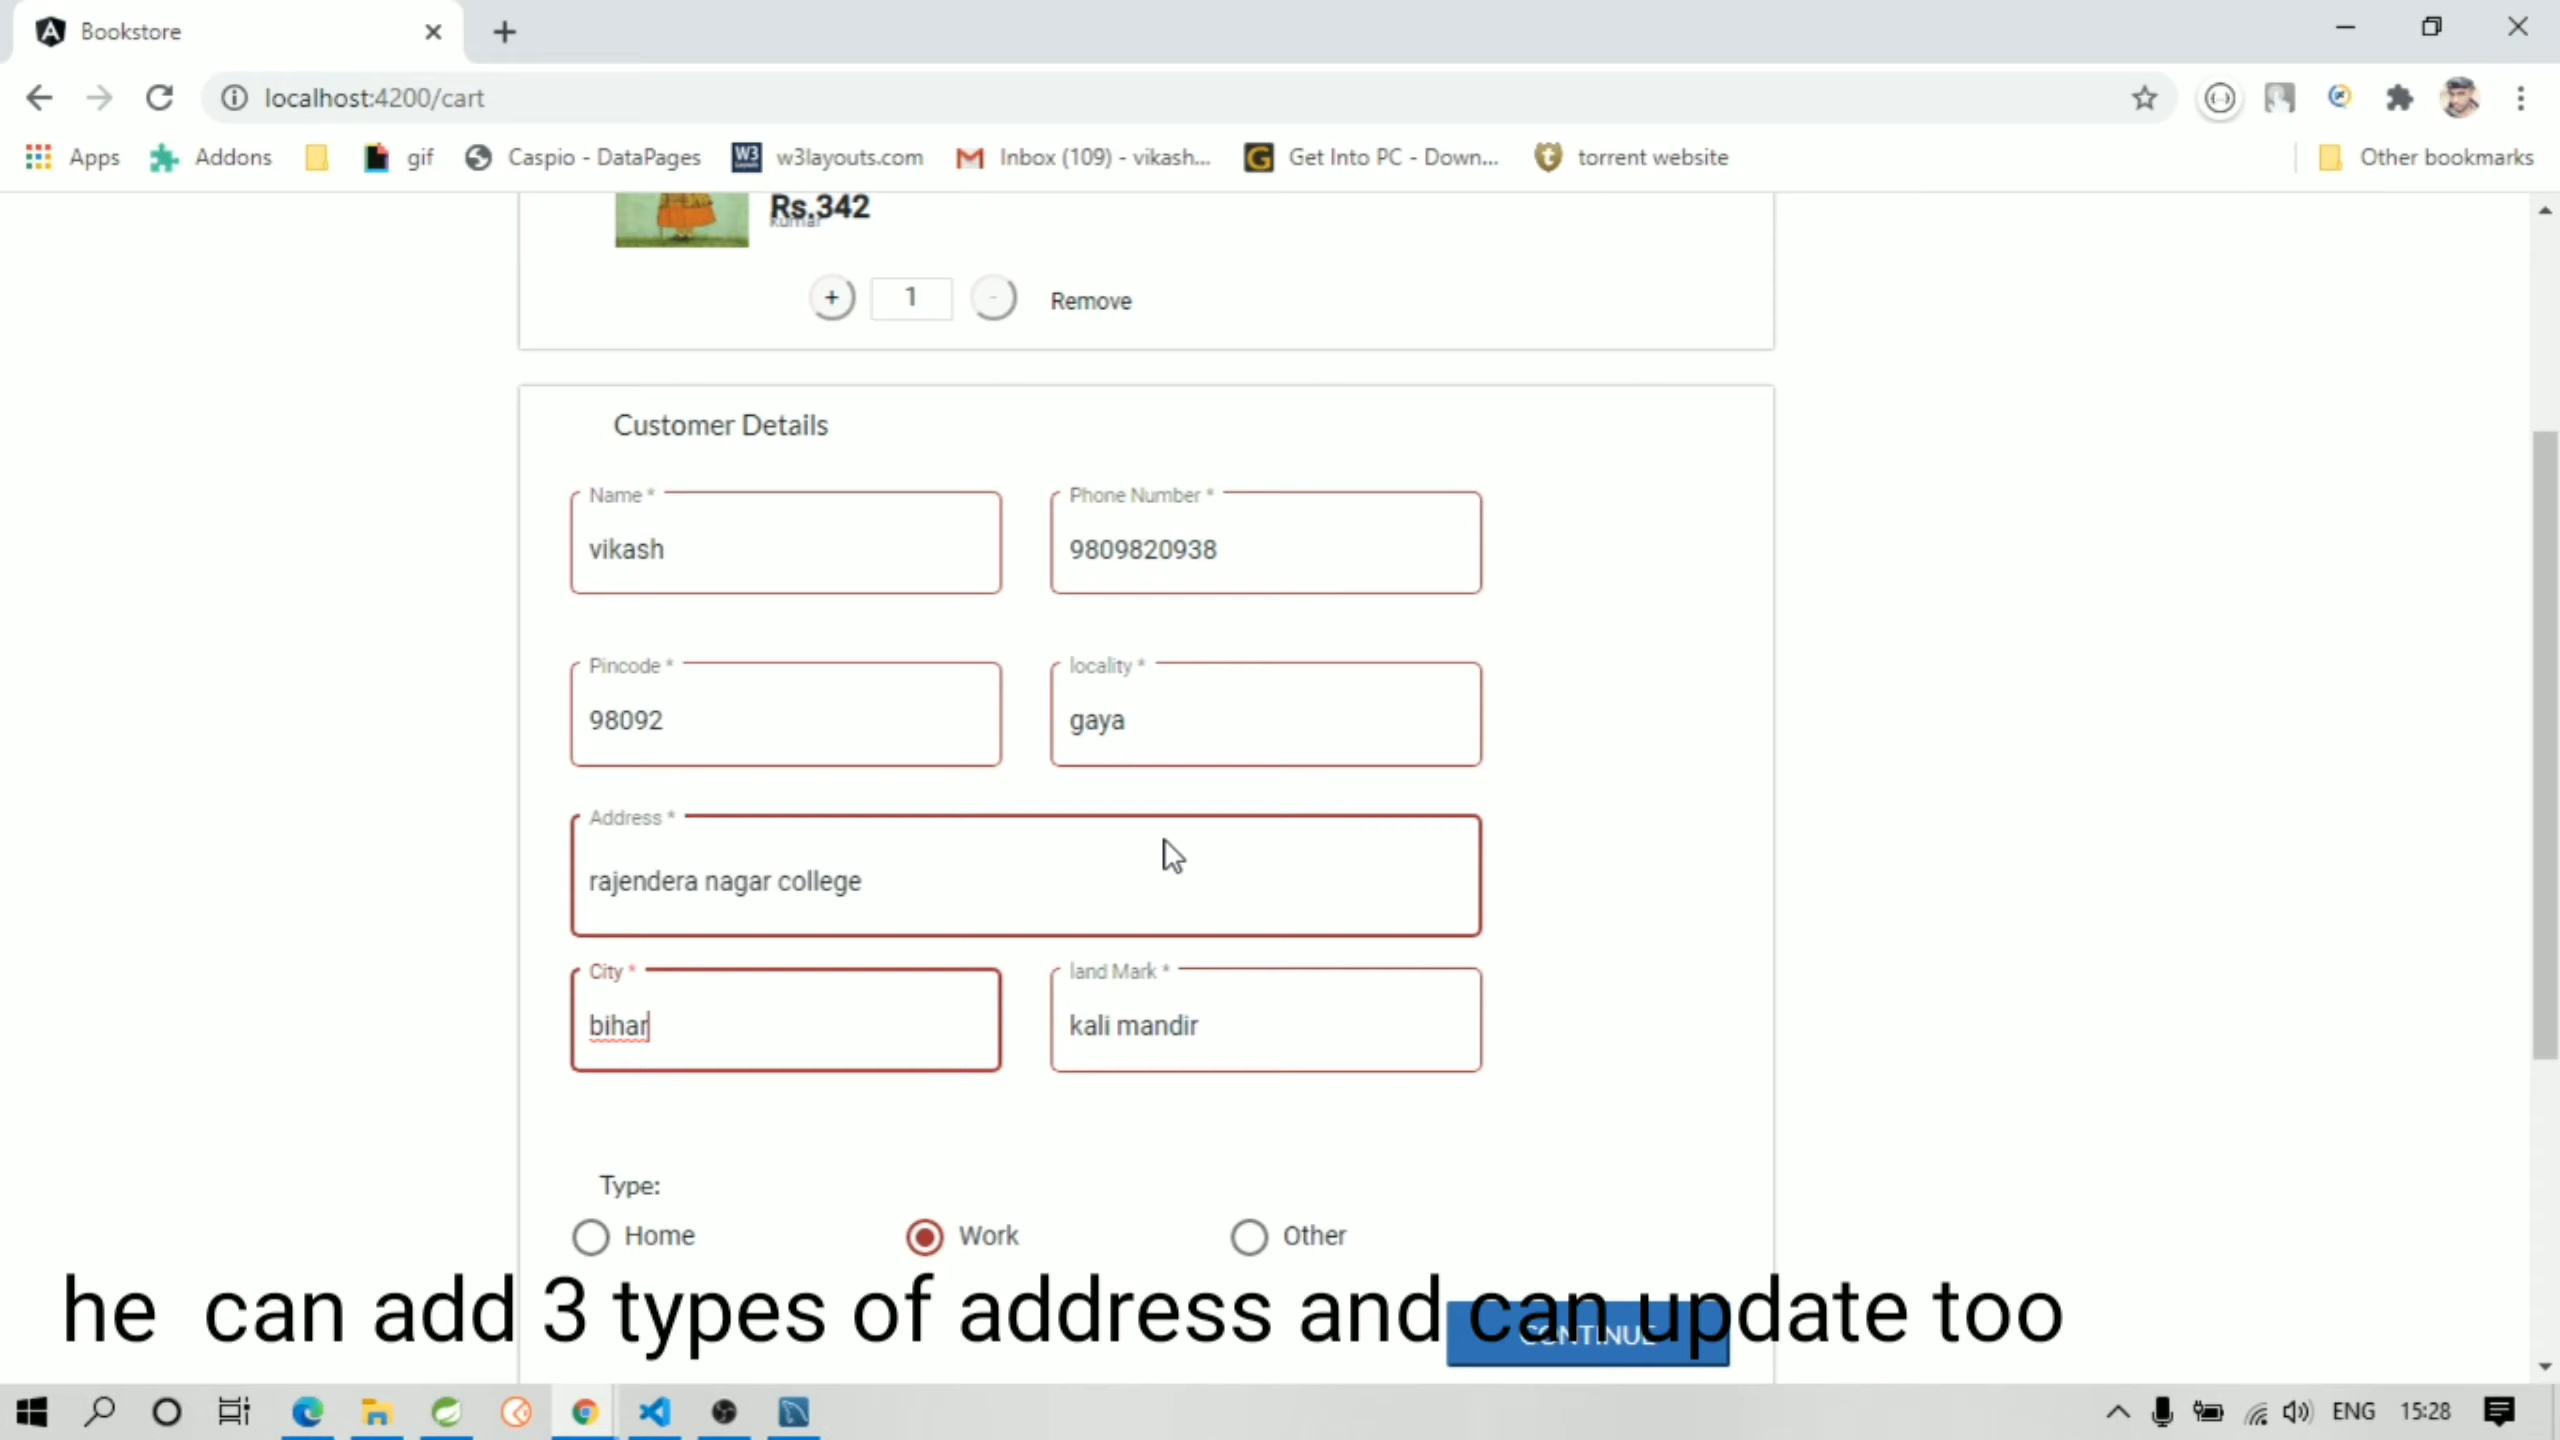 Bookstore
localhost:4200/cart
Apps Addons gif Caspio - DataPages w3layouts.com Inbox (109) - vikash... Get Into PC - Down... torrent website Other bookmarks
Rs.342
kumar
+ 1 - Remove
Customer Details
Name * Phone Number *
vikash 9809820938
Pincode * locality *
98092 gaya
Address *
rajendera nagar college
City * land Mark *
bihar kali mandir
Type:
Home Work Other
he can add 3 types of address and can update too
CONTINUE
ENG 15:28